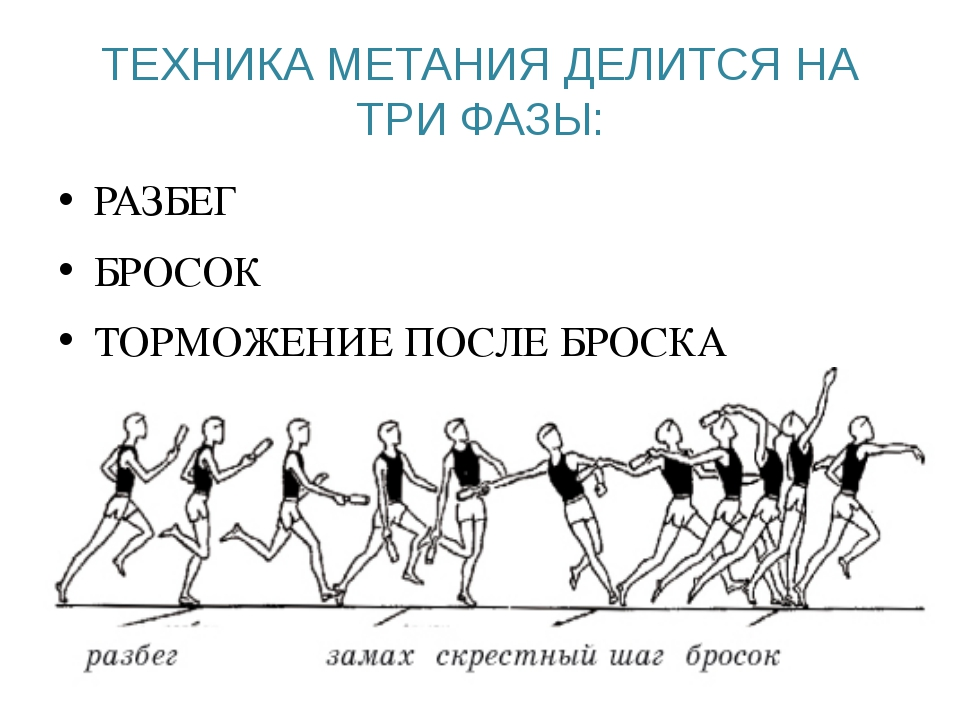 ТЕХНИКА МЕТАНИЯ ДЕЛИТСЯ НА
ТРИ ФАЗЫ:
• РАЗБЕГ
• БРОСОК
• ТОРМОЖЕНИЕ ПОСЛЕ БРОСКА
разбег замах скрестный шаг бросок